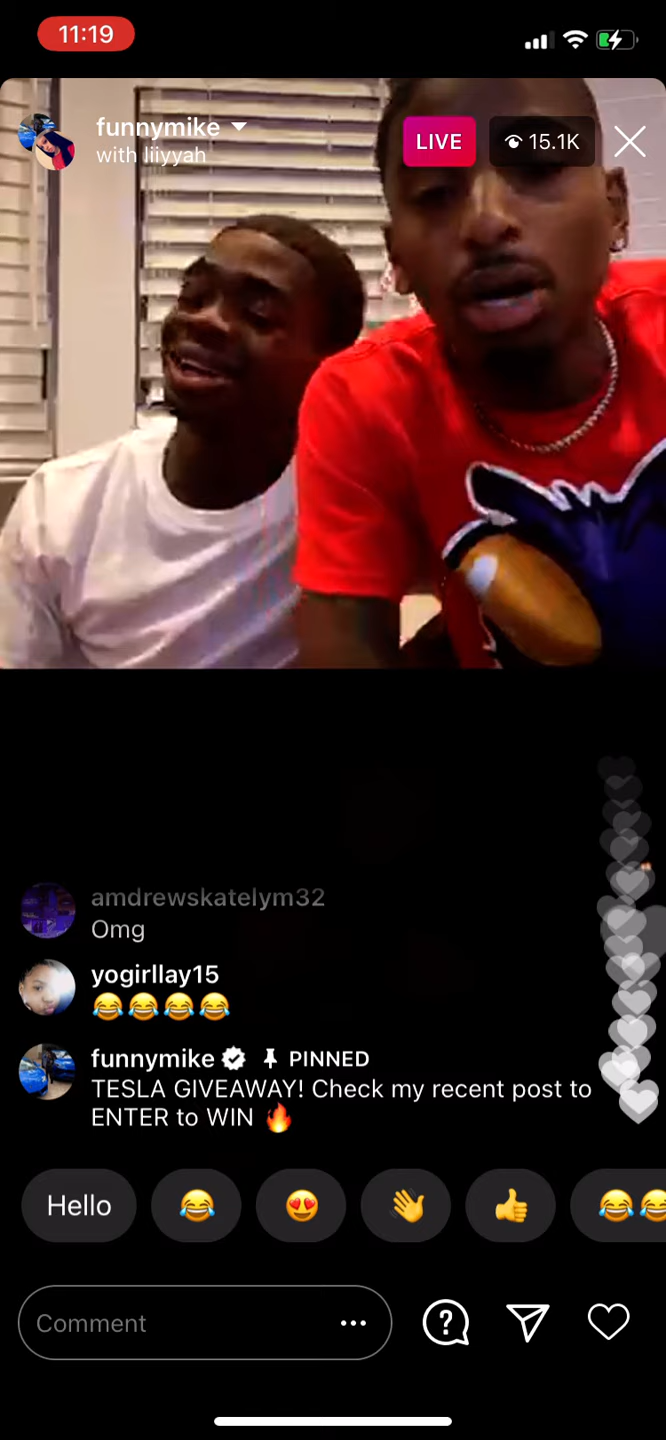 11:19
funnymike
with liiyyah
LIVE
15.1K
amdrewskatelym32
Omg
yogirllay15
😂😂😂😂
funnymike PINNED
TESLA GIVEAWAY! Check my recent post to
ENTER to WIN 🔥
Hello 😂 😍 👋 👍 😂😂
Comment